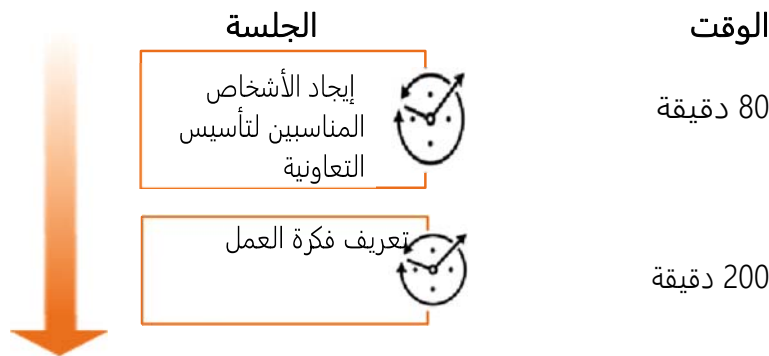 الوقت
الجلسة
80 دقيقة
إيجاد الأشخاص
المناسبين لتأسيس
التعاونية
200 دقيقة
تعريف فكرة العمل